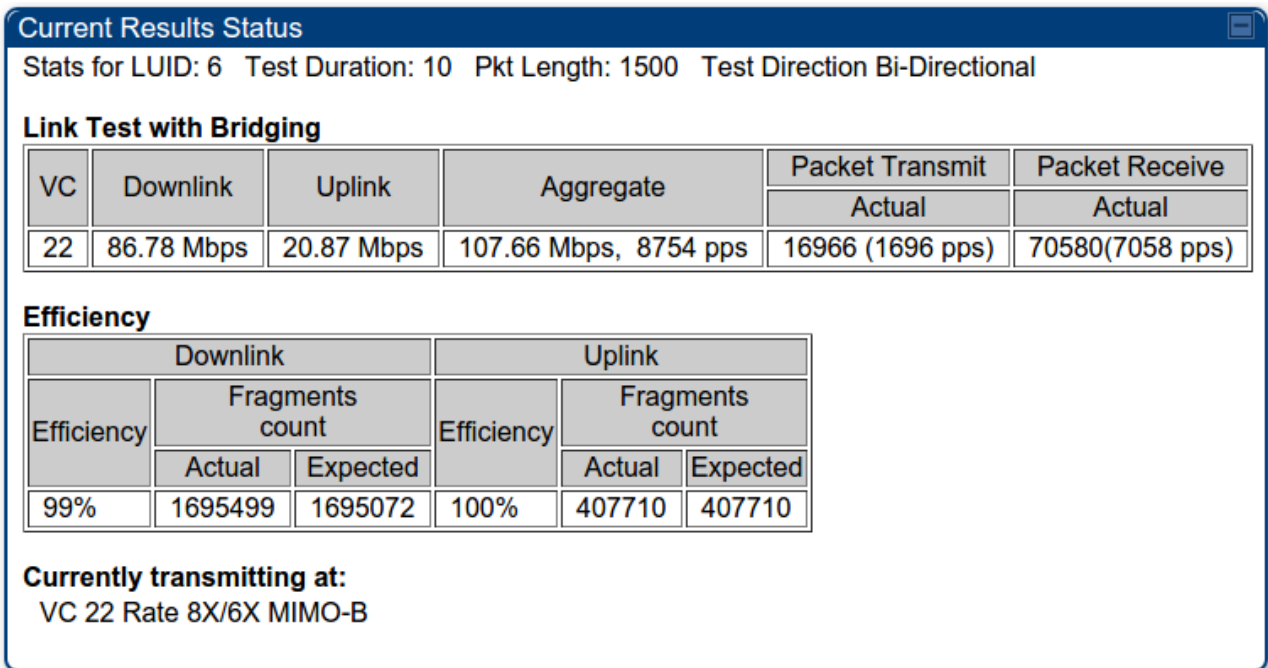 Current Results Status
Stats for LUID: 6 Test Duration: 10 Pkt Length: 1500 Test Direction Bi-Directional
Link Test with Bridging
VC Downlink Uplink Aggregate Packet Transmit Packet Receive
Actual Actual
22 86.78 Mbps 20.87 Mbps 107.66 Mbps, 8754 pps 16966 (1696 pps) 70580(7058 pps)
Efficiency
Downlink Uplink
Efficiency Fragments count Efficiency Fragments count
Actual Expected Actual Expected
99% 1695499 1695072 100% 407710 407710
Currently transmitting at:
VC 22 Rate 8X/6X MIMO-B